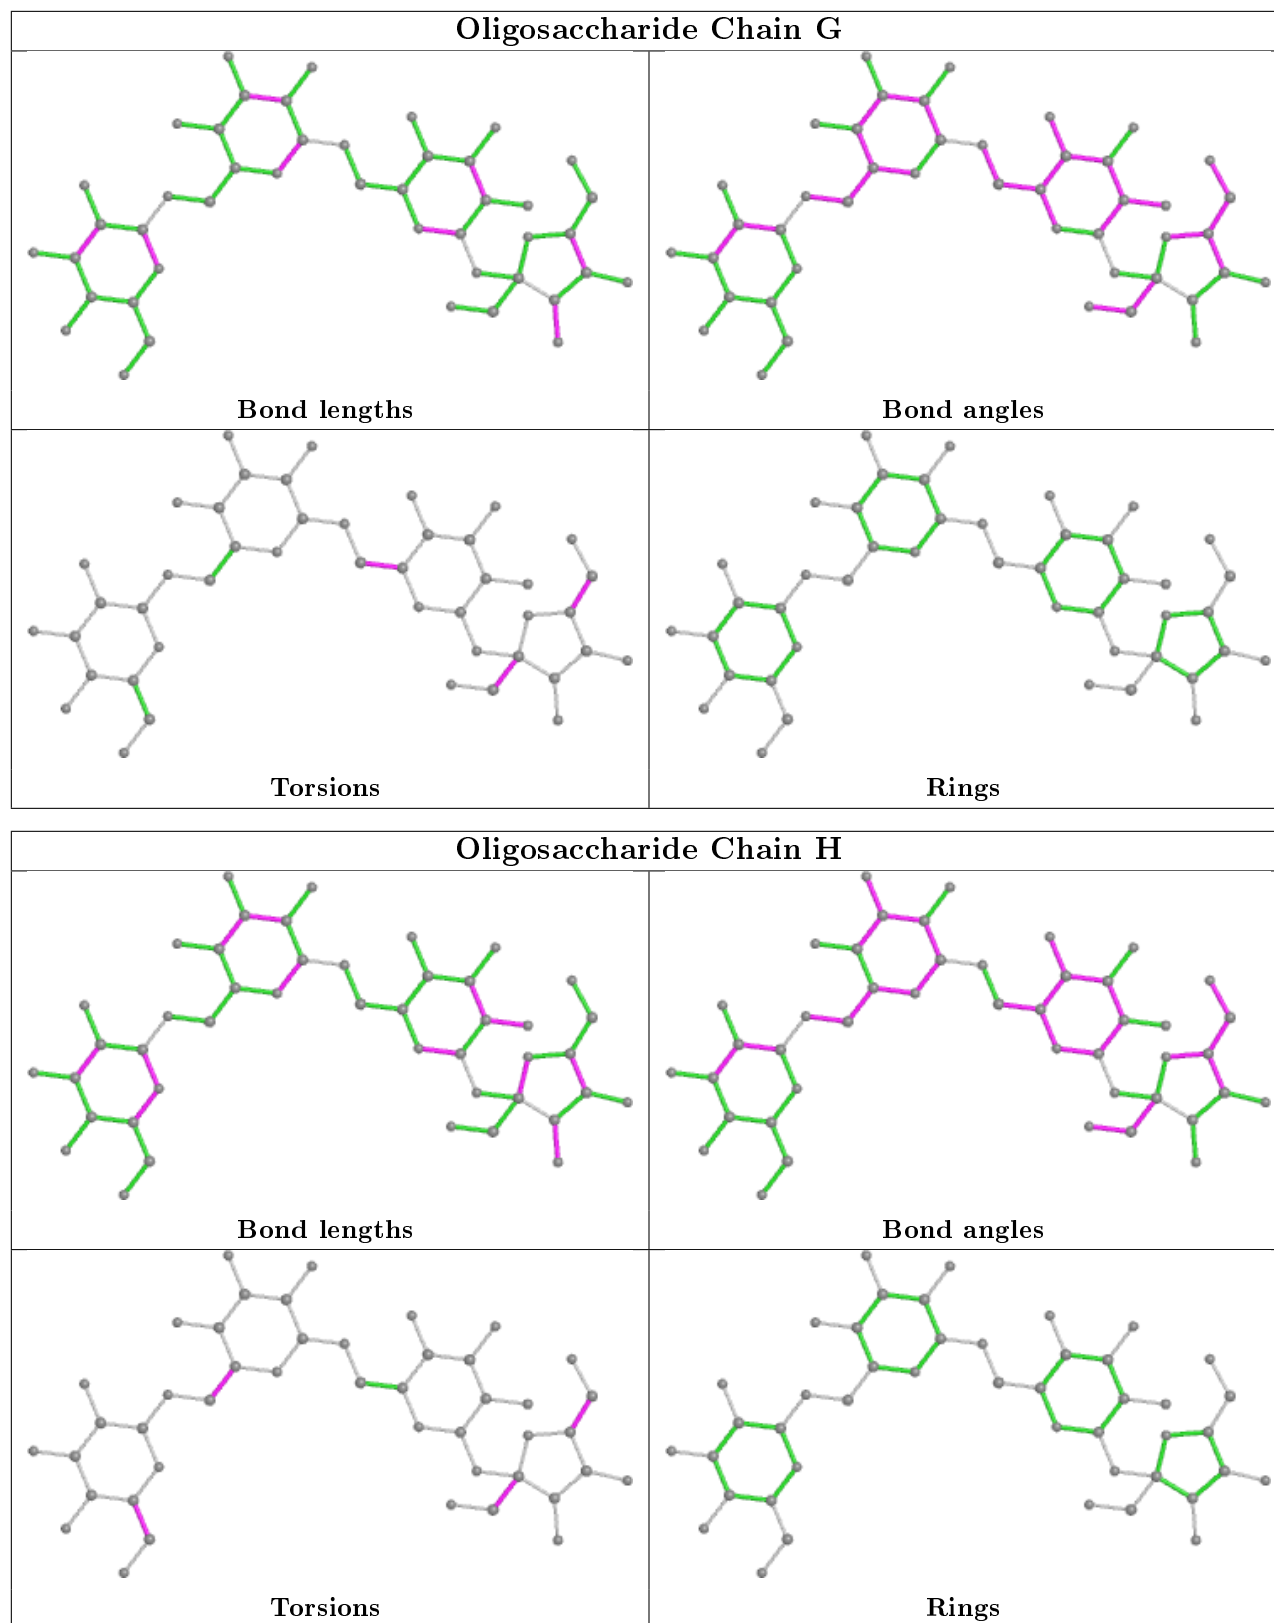 Oligosaccharide Chain G
Bond lengths
Bond angles
Torsions
Rings
Oligosaccharide Chain H
Bond lengths
Bond angles
Torsions
Rings